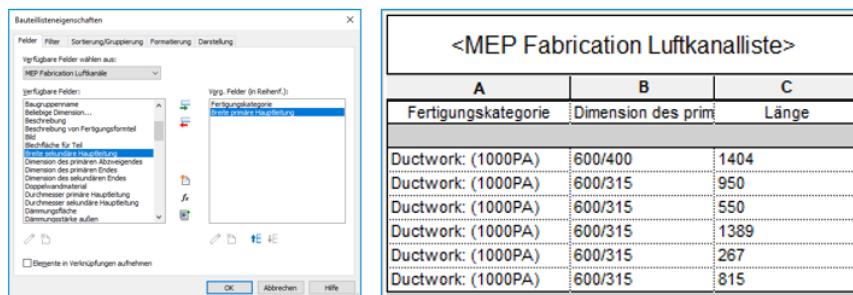 Bauteillisteneigenschaften
Felder Filter Sortierung/Gruppierung Formatierung Darstellung
Verfügbare Felder wählen aus:
MEP Fabrication Luftkanäle
Verfügbare Felder:
Baugruppenname
Beliebige Dimension...
Beschreibung
Beschreibung von Fertigungsformteil
Bild
Blechfläche für Teil
Breite sekundäre Hauptleitung
Dimension des primären Abzweigendes
Dimension des primären Endes
Dimension des sekundären Endes
Doppelwandmaterial
Durchmesser primäre Hauptleitung
Durchmesser sekundäre Hauptleitung
Dämmungsfläche
Dämmungsstärke außen
Vorg. Felder (in Reihenf.):
Fertigungskategorie
Breite primäre Hauptleitung
fx
Elemente in Verknüpfungen aufnehmen
OK Abbrechen Hilfe
<MEP Fabrication Luftkanalliste>
A B C
Fertigungskategorie Dimension des prim Länge
Ductwork: (1000PA) 600/400 1404
Ductwork: (1000PA) 600/315 950
Ductwork: (1000PA) 600/315 550
Ductwork: (1000PA) 600/315 1389
Ductwork: (1000PA) 600/315 267
Ductwork: (1000PA) 600/315 815